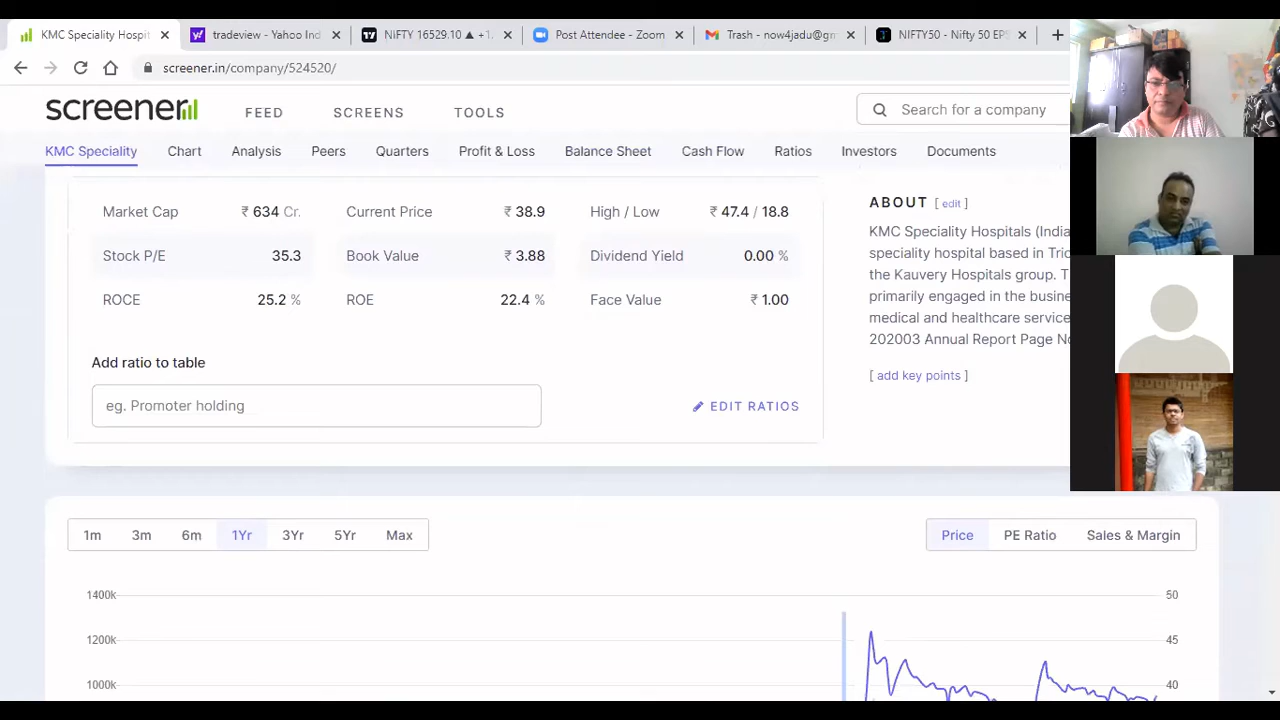 KMC Speciality Hospit
tradeview - Yahoo Ind
NIFTY 16529.10 ▲ +1.
Post Attendee - Zoom
Trash - now4jadu@gm
NIFTY50 - Nifty 50 EPS
screener.in/company/524520/
screener
FEED
SCREENS
TOOLS
Search for a company
KMC Speciality
Chart
Analysis
Peers
Quarters
Profit & Loss
Balance Sheet
Cash Flow
Ratios
Investors
Documents
Market Cap ₹ 634 Cr.
Current Price ₹ 38.9
High / Low ₹ 47.4 / 18.8
Stock P/E 35.3
Book Value ₹ 3.88
Dividend Yield 0.00 %
ROCE 25.2 %
ROE 22.4 %
Face Value ₹ 1.00
Add ratio to table
eg. Promoter holding
EDIT RATIOS
ABOUT [ edit ]
KMC Speciality Hospitals (India
speciality hospital based in Tric
the Kauvery Hospitals group. T
primarily engaged in the busine
medical and healthcare service
202003 Annual Report Page No
[ add key points ]
1m 3m 6m 1Yr 3Yr 5Yr Max
Price PE Ratio Sales & Margin
1400k 50
1200k 45
1000k 40